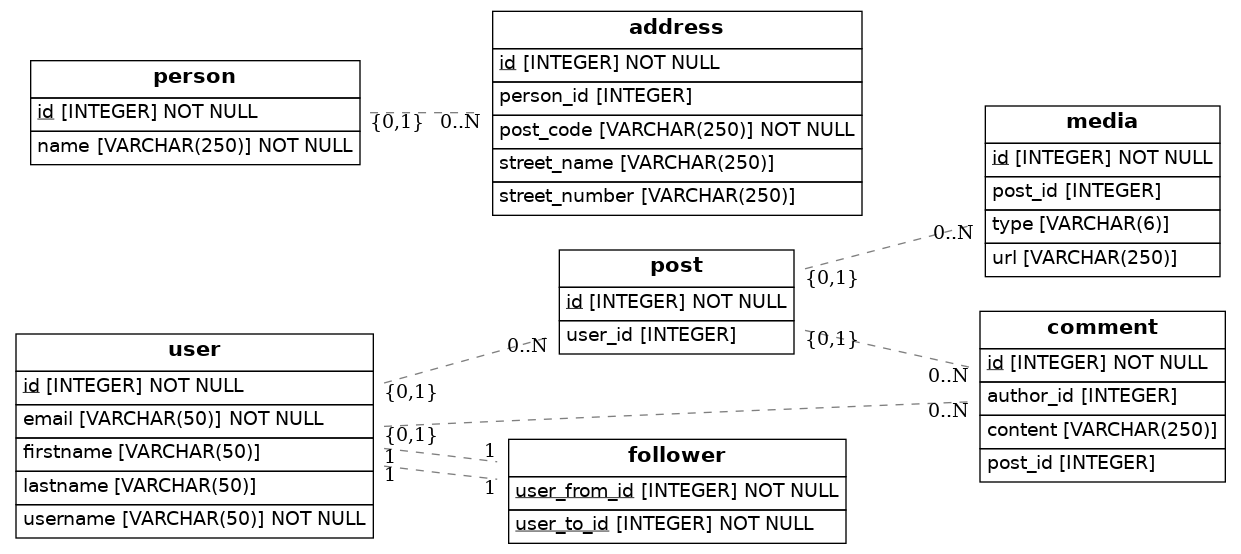 person
id [INTEGER] NOT NULL
name [VARCHAR(250)] NOT NULL
{0,1}
0..N
address
id [INTEGER] NOT NULL
person_id [INTEGER]
post_code [VARCHAR(250)] NOT NULL
street_name [VARCHAR(250)]
street_number [VARCHAR(250)]
media
id [INTEGER] NOT NULL
post_id [INTEGER]
type [VARCHAR(6)]
url [VARCHAR(250)]
0..N
{0,1}
post
id [INTEGER] NOT NULL
user_id [INTEGER]
{0,1}
0..N
comment
id [INTEGER] NOT NULL
author_id [INTEGER]
content [VARCHAR(250)]
post_id [INTEGER]
user
id [INTEGER] NOT NULL
email [VARCHAR(50)] NOT NULL
firstname [VARCHAR(50)]
lastname [VARCHAR(50)]
username [VARCHAR(50)] NOT NULL
0..N
{0,1}
0..N
{0,1}
1
1
1
1
follower
user_from_id [INTEGER] NOT NULL
user_to_id [INTEGER] NOT NULL